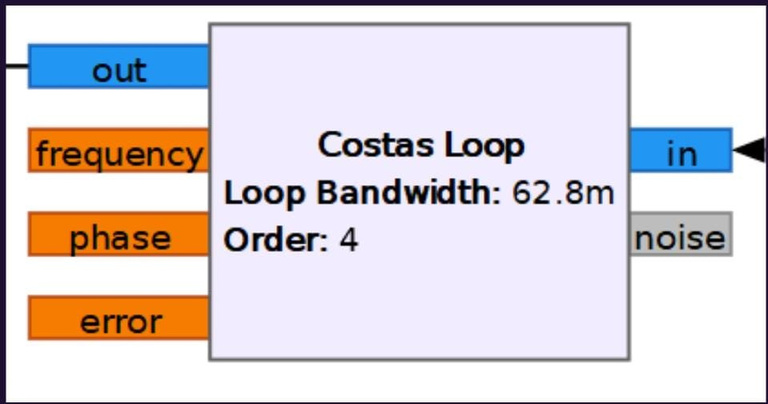 out
frequency
phase
error
Costas Loop
Loop Bandwidth: 62.8m
Order: 4
in
noise